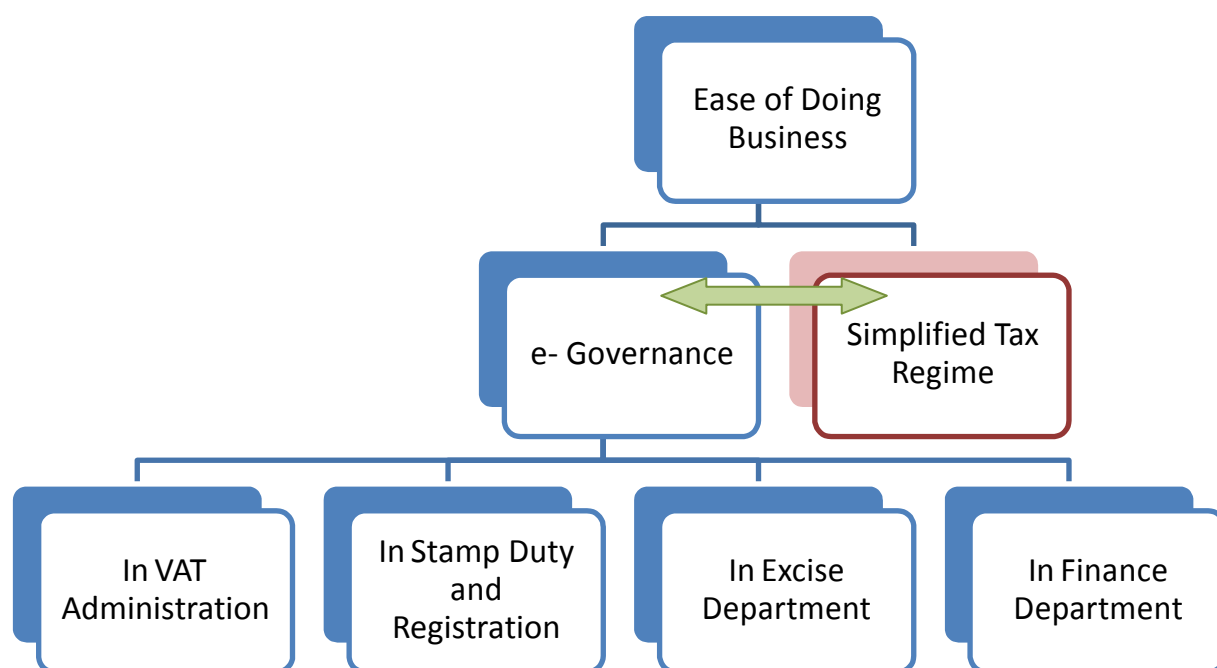 Ease of Doing
Business
e- Governance
Simplified Tax
Regime
In VAT
Administration
In Stamp Duty
and
Registration
In Excise
Department
In Finance
Department